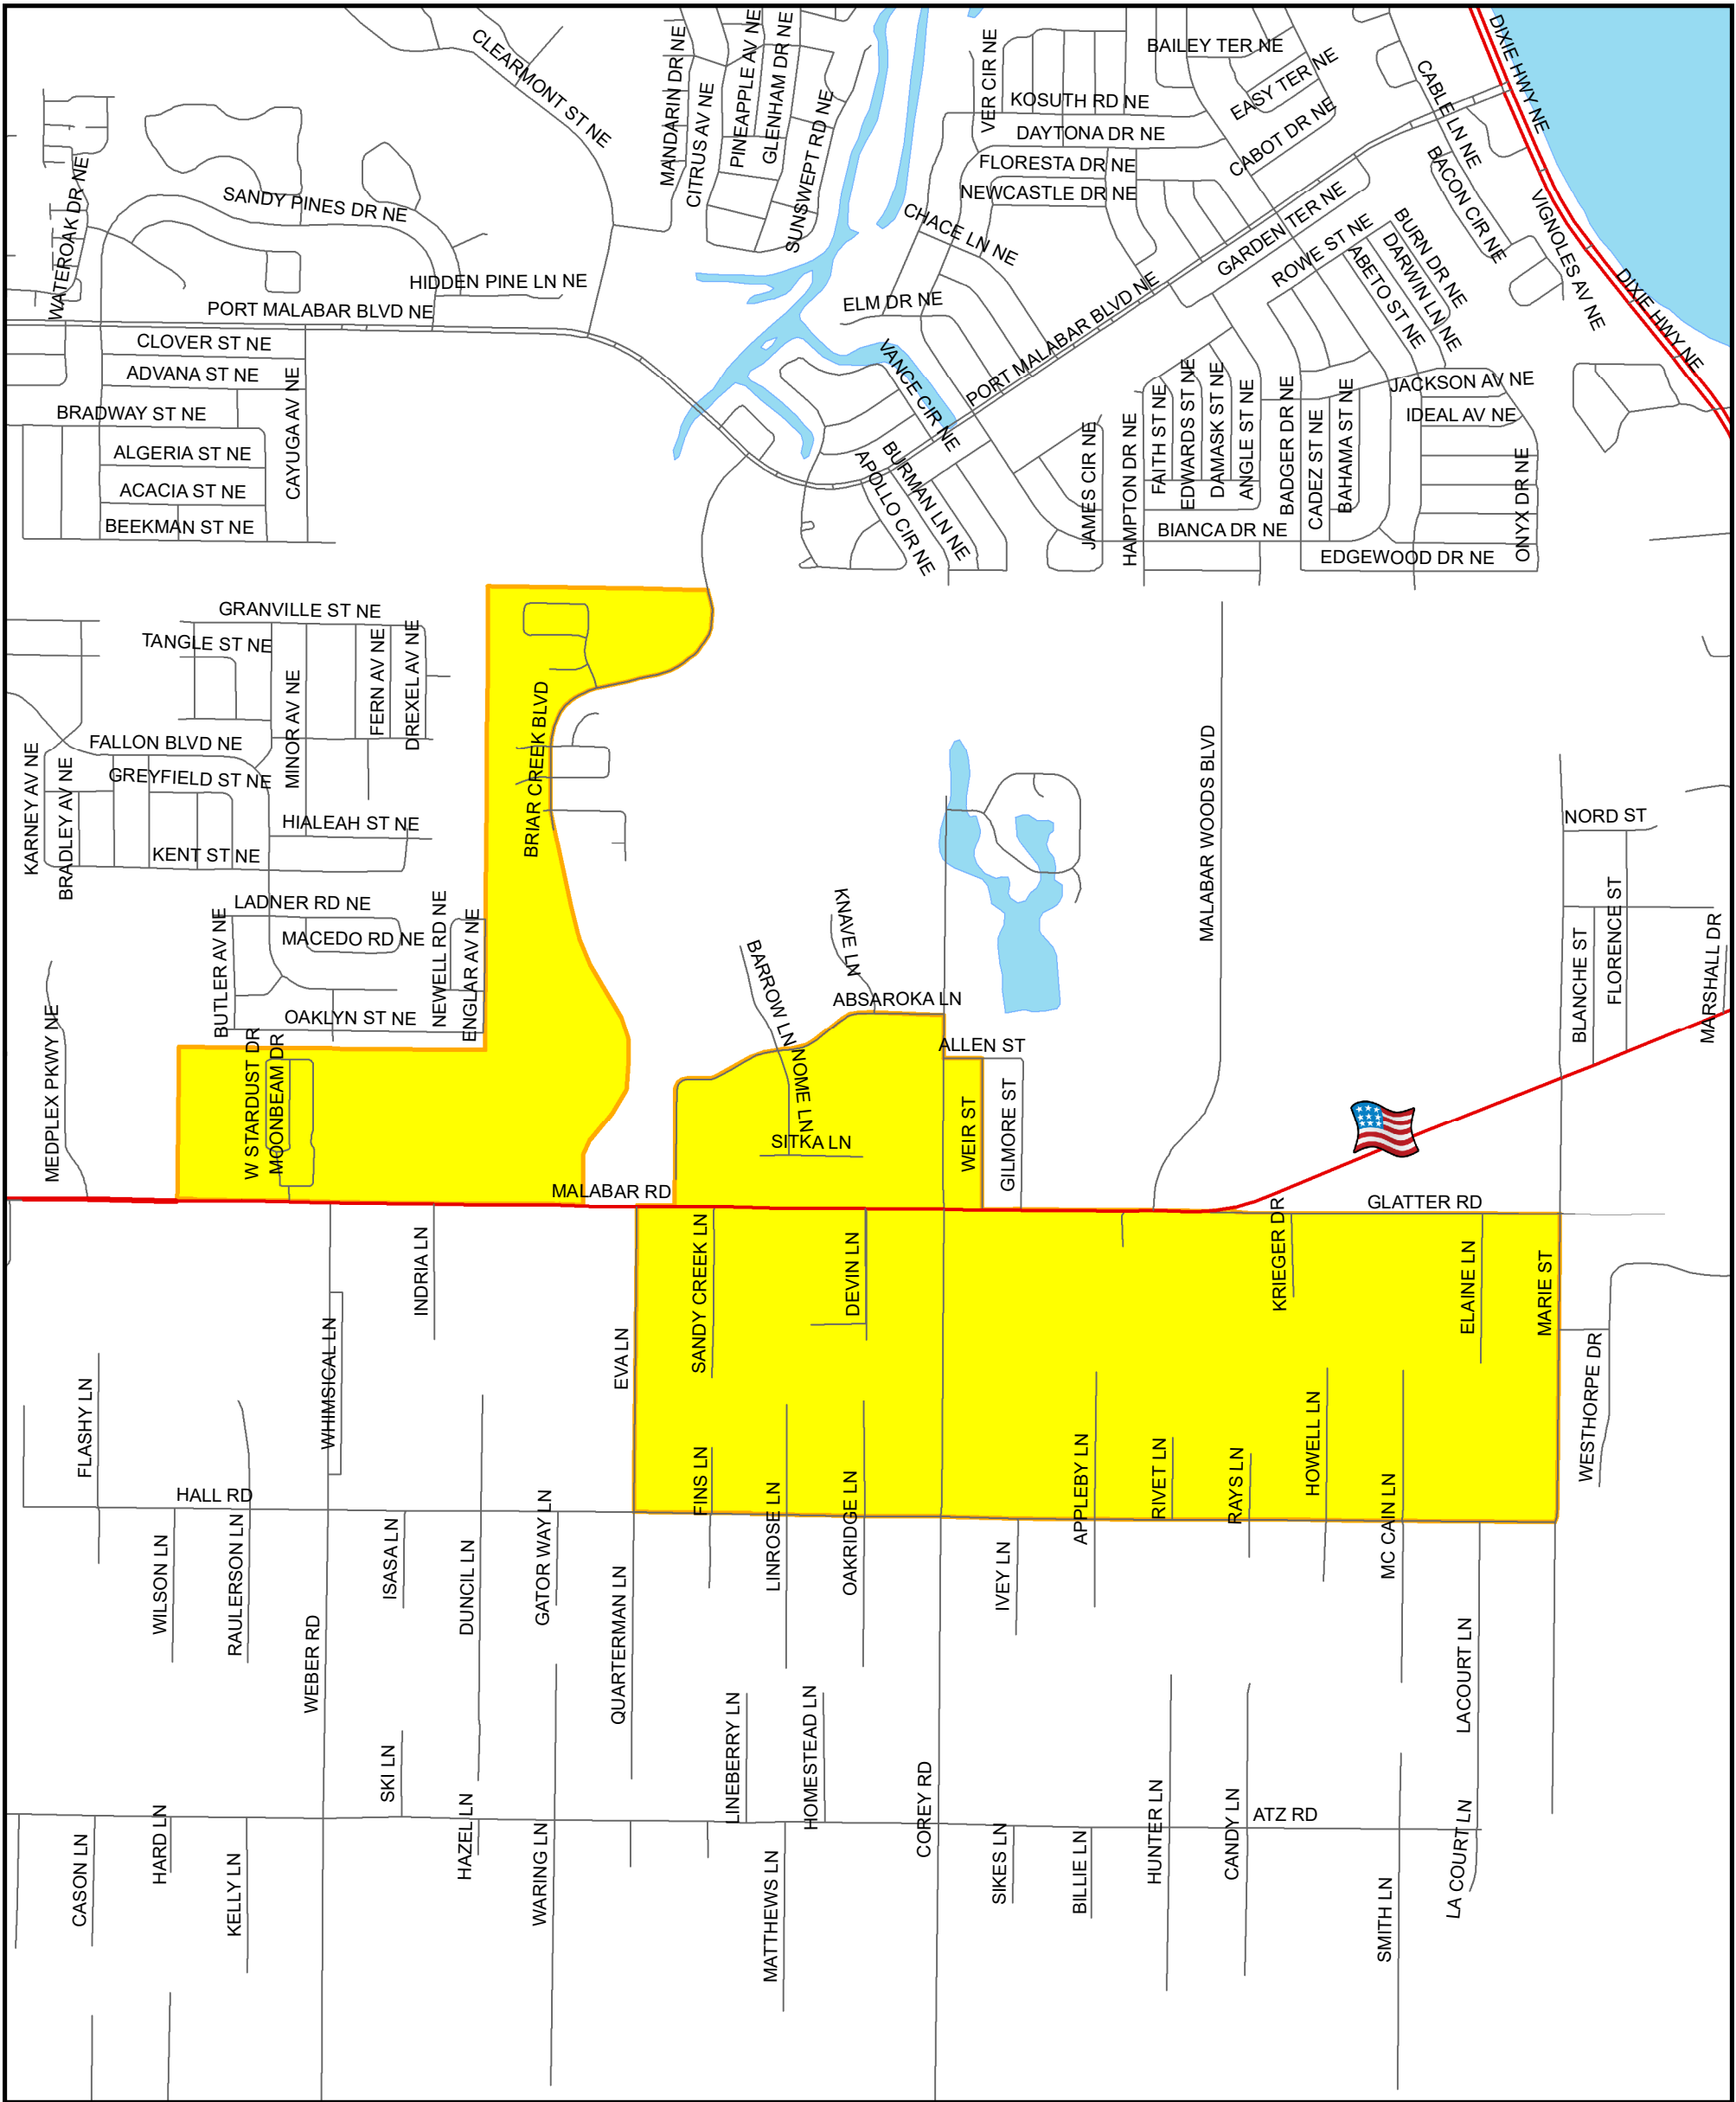 CLEARMONT ST NE
MANDARIN DR NE
CITRUS AV NE
PINEAPPLE AV NE
GLENHAM DR NE
SUNSWEPT RD NE
VER CIR NE
BAILEY TER NE
EASY TER NE
CABOT DR NE
KOSUTH RD NE
DAYTONA DR NE
FLORESTA DR NE
NEWCASTLE DR NE
CHACE LN NE
DIXIE HWY NE
CABLE LN NE
BACON CIR NE
VIGNOLES AV NE
DIXIE HWY NE
WATEROAK DR NE
SANDY PINES DR NE
HIDDEN PINE LN NE
PORT MALABAR BLVD NE
ELM DR NE
GARDEN TER NE
ROWE ST NE
BURN DR NE
DARWIN LN NE
ABETO ST NE
PORT MALABAR BLVD NE
VANCE CIR NE
CLOVER ST NE
ADVANA ST NE
BRADWAY ST NE
ALGERIA ST NE
ACACIA ST NE
BEEKMAN ST NE
CAYUGA AV NE
BURMAN LN NE
APOLLO CIR NE
JAMES CIR NE
HAMPTON DR NE
FAITH ST NE
EDWARDS ST NE
DAMASK ST NE
ANGLE ST NE
BADGER DR NE
CADEZ ST NE
BAHAMA ST NE
JACKSON AV NE
IDEAL AV NE
ONYX DR NE
BIANCA DR NE
EDGEWOOD DR NE
GRANVILLE ST NE
TANGLE ST NE
MINOR AV NE
FERN AV NE
DREXEL AV NE
BRIAR CREEK BLVD
FALLON BLVD NE
GREYFIELD ST NE
KARNEY AV NE
BRADLEY AV NE
HIALEAH ST NE
KENT ST NE
MALABAR WOODS BLVD
NORD ST
LADNER RD NE
MACEDO RD NE
BUTLER AV NE
NEWELL RD NE
ENGLAR AV NE
OAKLYN ST NE
KNAVE LN
BARROW LN
ABSAROKA LN
ALLEN ST
BLANCHE ST
FLORENCE ST
MARSHALL DR
MEDPLEX PKWY NE
W STARDUST DR
MOONBEAM DR
NOME LN
SITKA LN
WEIR ST
GILMORE ST
MALABAR RD
GLATTER RD
INDRIA LN
SANDY CREEK LN
DEVIN LN
KRIEGER DR
ELAINE LN
MARIE ST
EVA LN
WHIMSICAL LN
FLASHY LN
WESTHORPE DR
HALL RD
FINS LN
LINROSE LN
OAKRIDGE LN
APPLEBY LN
RIVET LN
RAYS LN
HOWELL LN
MC CAIN LN
WILSON LN
RAULERSON LN
ISASA LN
DUNCIL LN
GATOR WAY LN
QUARTERMAN LN
IVEY LN
WEBER RD
LACOURT LN
SKI LN
LINEBERRY LN
HOMESTEAD LN
COREY RD
HUNTER LN
CANDY LN
ATZ RD
CASON LN
HARD LN
KELLY LN
HAZEL LN
WARING LN
MATTHEWS LN
SIKES LN
BILLIE LN
SMITH LN
LA COURT LN